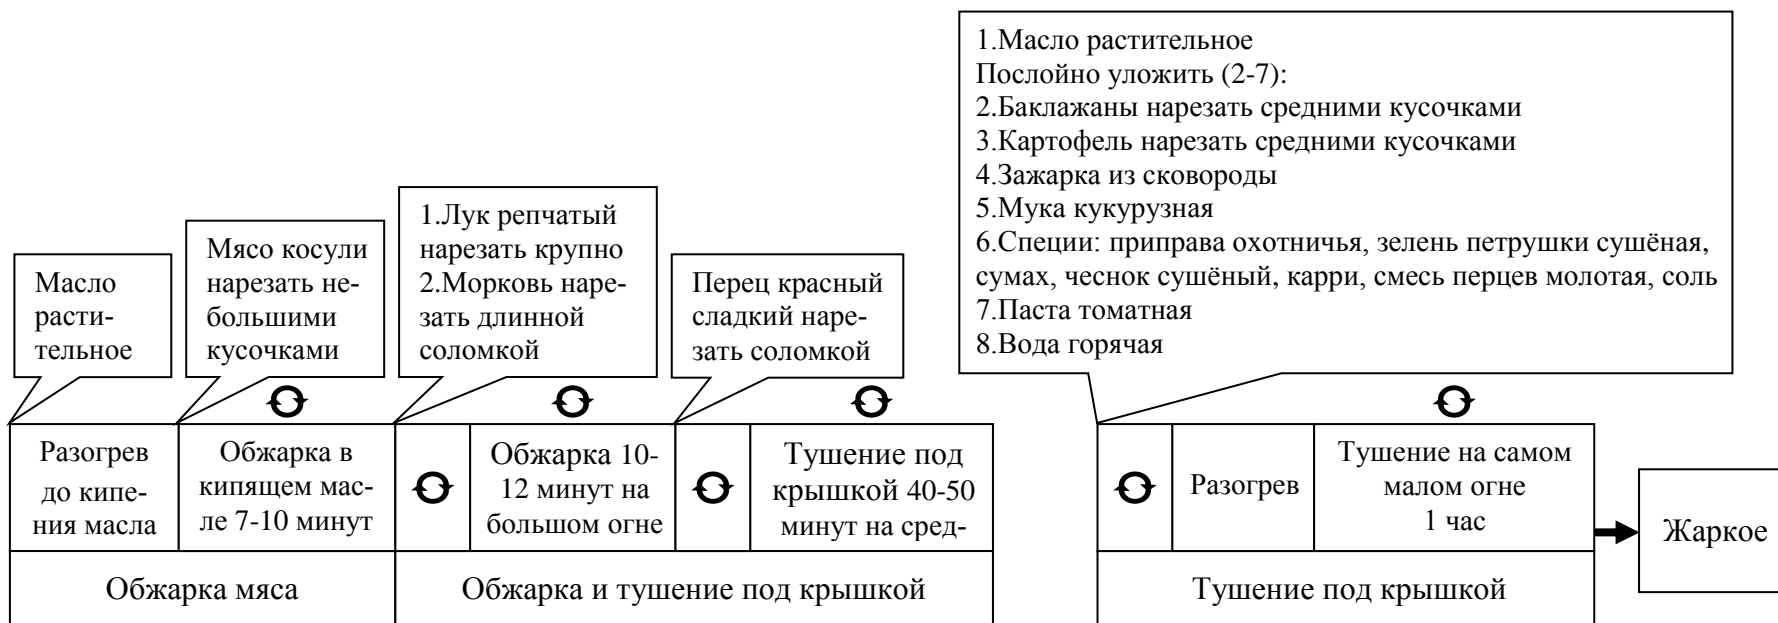 Масло
расти-
тельное
Мясо косули
нарезать не-
большими
кусочками
1.Лук репчатый
нарезать крупно
2.Морковь наре-
зать длинной
соломкой
Перец красный
сладкий наре-
зать соломкой
1.Масло растительное
Послойно уложить (2-7):
2.Баклажаны нарезать средними кусочками
3.Картофель нарезать средними кусочками
4.Зажарка из сковороды
5.Мука кукурузная
6.Специи: приправа охотничья, зелень петрушки сушёная,
сумах, чеснок сушёный, карри, смесь перцев молотая, соль
7.Паста томатная
8.Вода горячая
Разогрев
до кипе-
ния масла
Обжарка в
кипящем мас-
ле 7-10 минут
Обжарка 10-
12 минут на
большом огне
Тушение под
крышкой 40-50
минут на сред-
Разогрев
Тушение на самом
малом огне
1 час
Жаркое
Обжарка мяса
Обжарка и тушение под крышкой
Тушение под крышкой